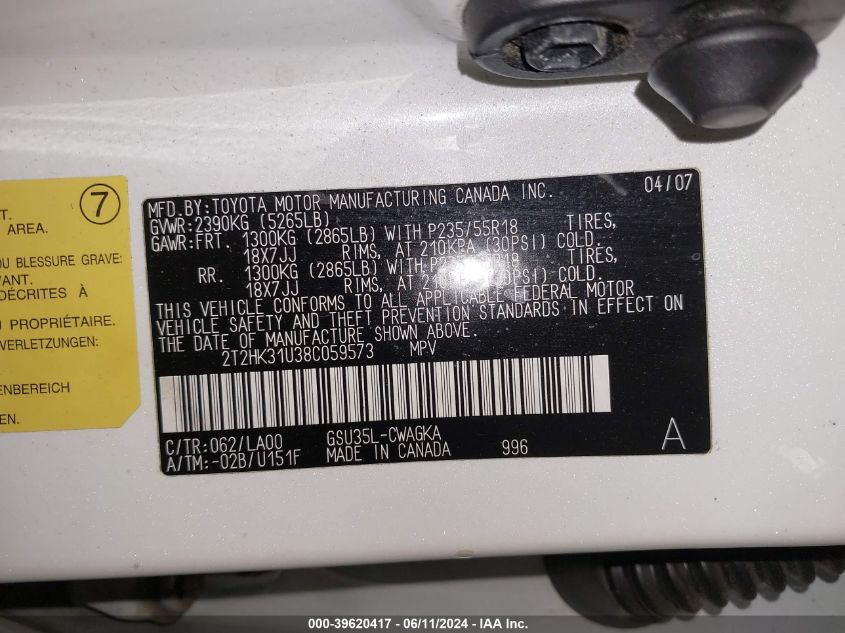 7
T.
AREA.
OU BLESSURE GRAVE:
VANT.
DÉCRITES À
U PROPRIÉTAIRE.
VERLETZUNGEN:
ENBEREICH
EN.
MFD.BY:TOYOTA MOTOR MANUFACTURING CANADA INC. 04/07
GVWR:2390KG (5265LB)
GAWR:FRT. 1300KG (2865LB) WITH P235/55R18 TIRES,
18X7JJ RIMS, AT 210KPA (30PSI) COLD.
RR. 1300KG (2865LB) WITH TIRES,
18X7JJ RIMS, AT COLD.
THIS VEHICLE CONFORMS TO ALL APPLICABLE FEDERAL MOTOR
VEHICLE SAFETY AND THEFT PREVENTION STANDARDS IN EFFECT ON
THE DATE OF MANUFACTURE SHOWN ABOVE.
2T2HK31U38C059573 MPV
C/TR:062/LA00 GSU35L-CWAGKA
A/TM:-02B/U151F MADE IN CANADA 996 A
000-39620417 - 06/11/2024 - IAA Inc.